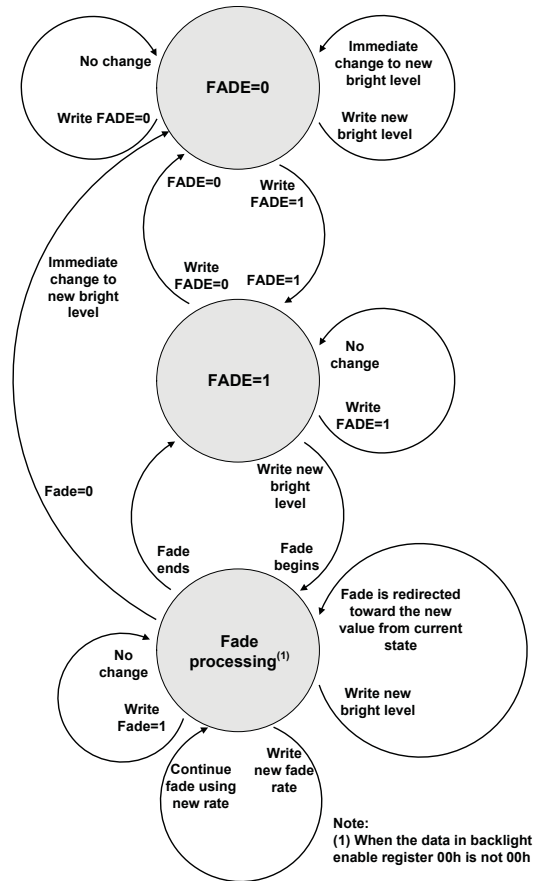 No change
Write FADE=0
FADE=0
Immediate
change to new
bright level
Write new
bright level
FADE=0
Write
FADE=1
Immediate
change to
new bright
level
Write
FADE=0
FADE=1
FADE=1
No
change
Write
FADE=1
Fade=0
Write new
bright
level
Fade
ends
Fade
begins
Fade is redirected
toward the new
value from current
state
Fade
processing(1)
No
change
Write
Fade=1
Write new
bright level
Continue
fade using
new rate
Write
new fade
rate
Note:
(1) When the data in backlight
enable register 00h is not 00h